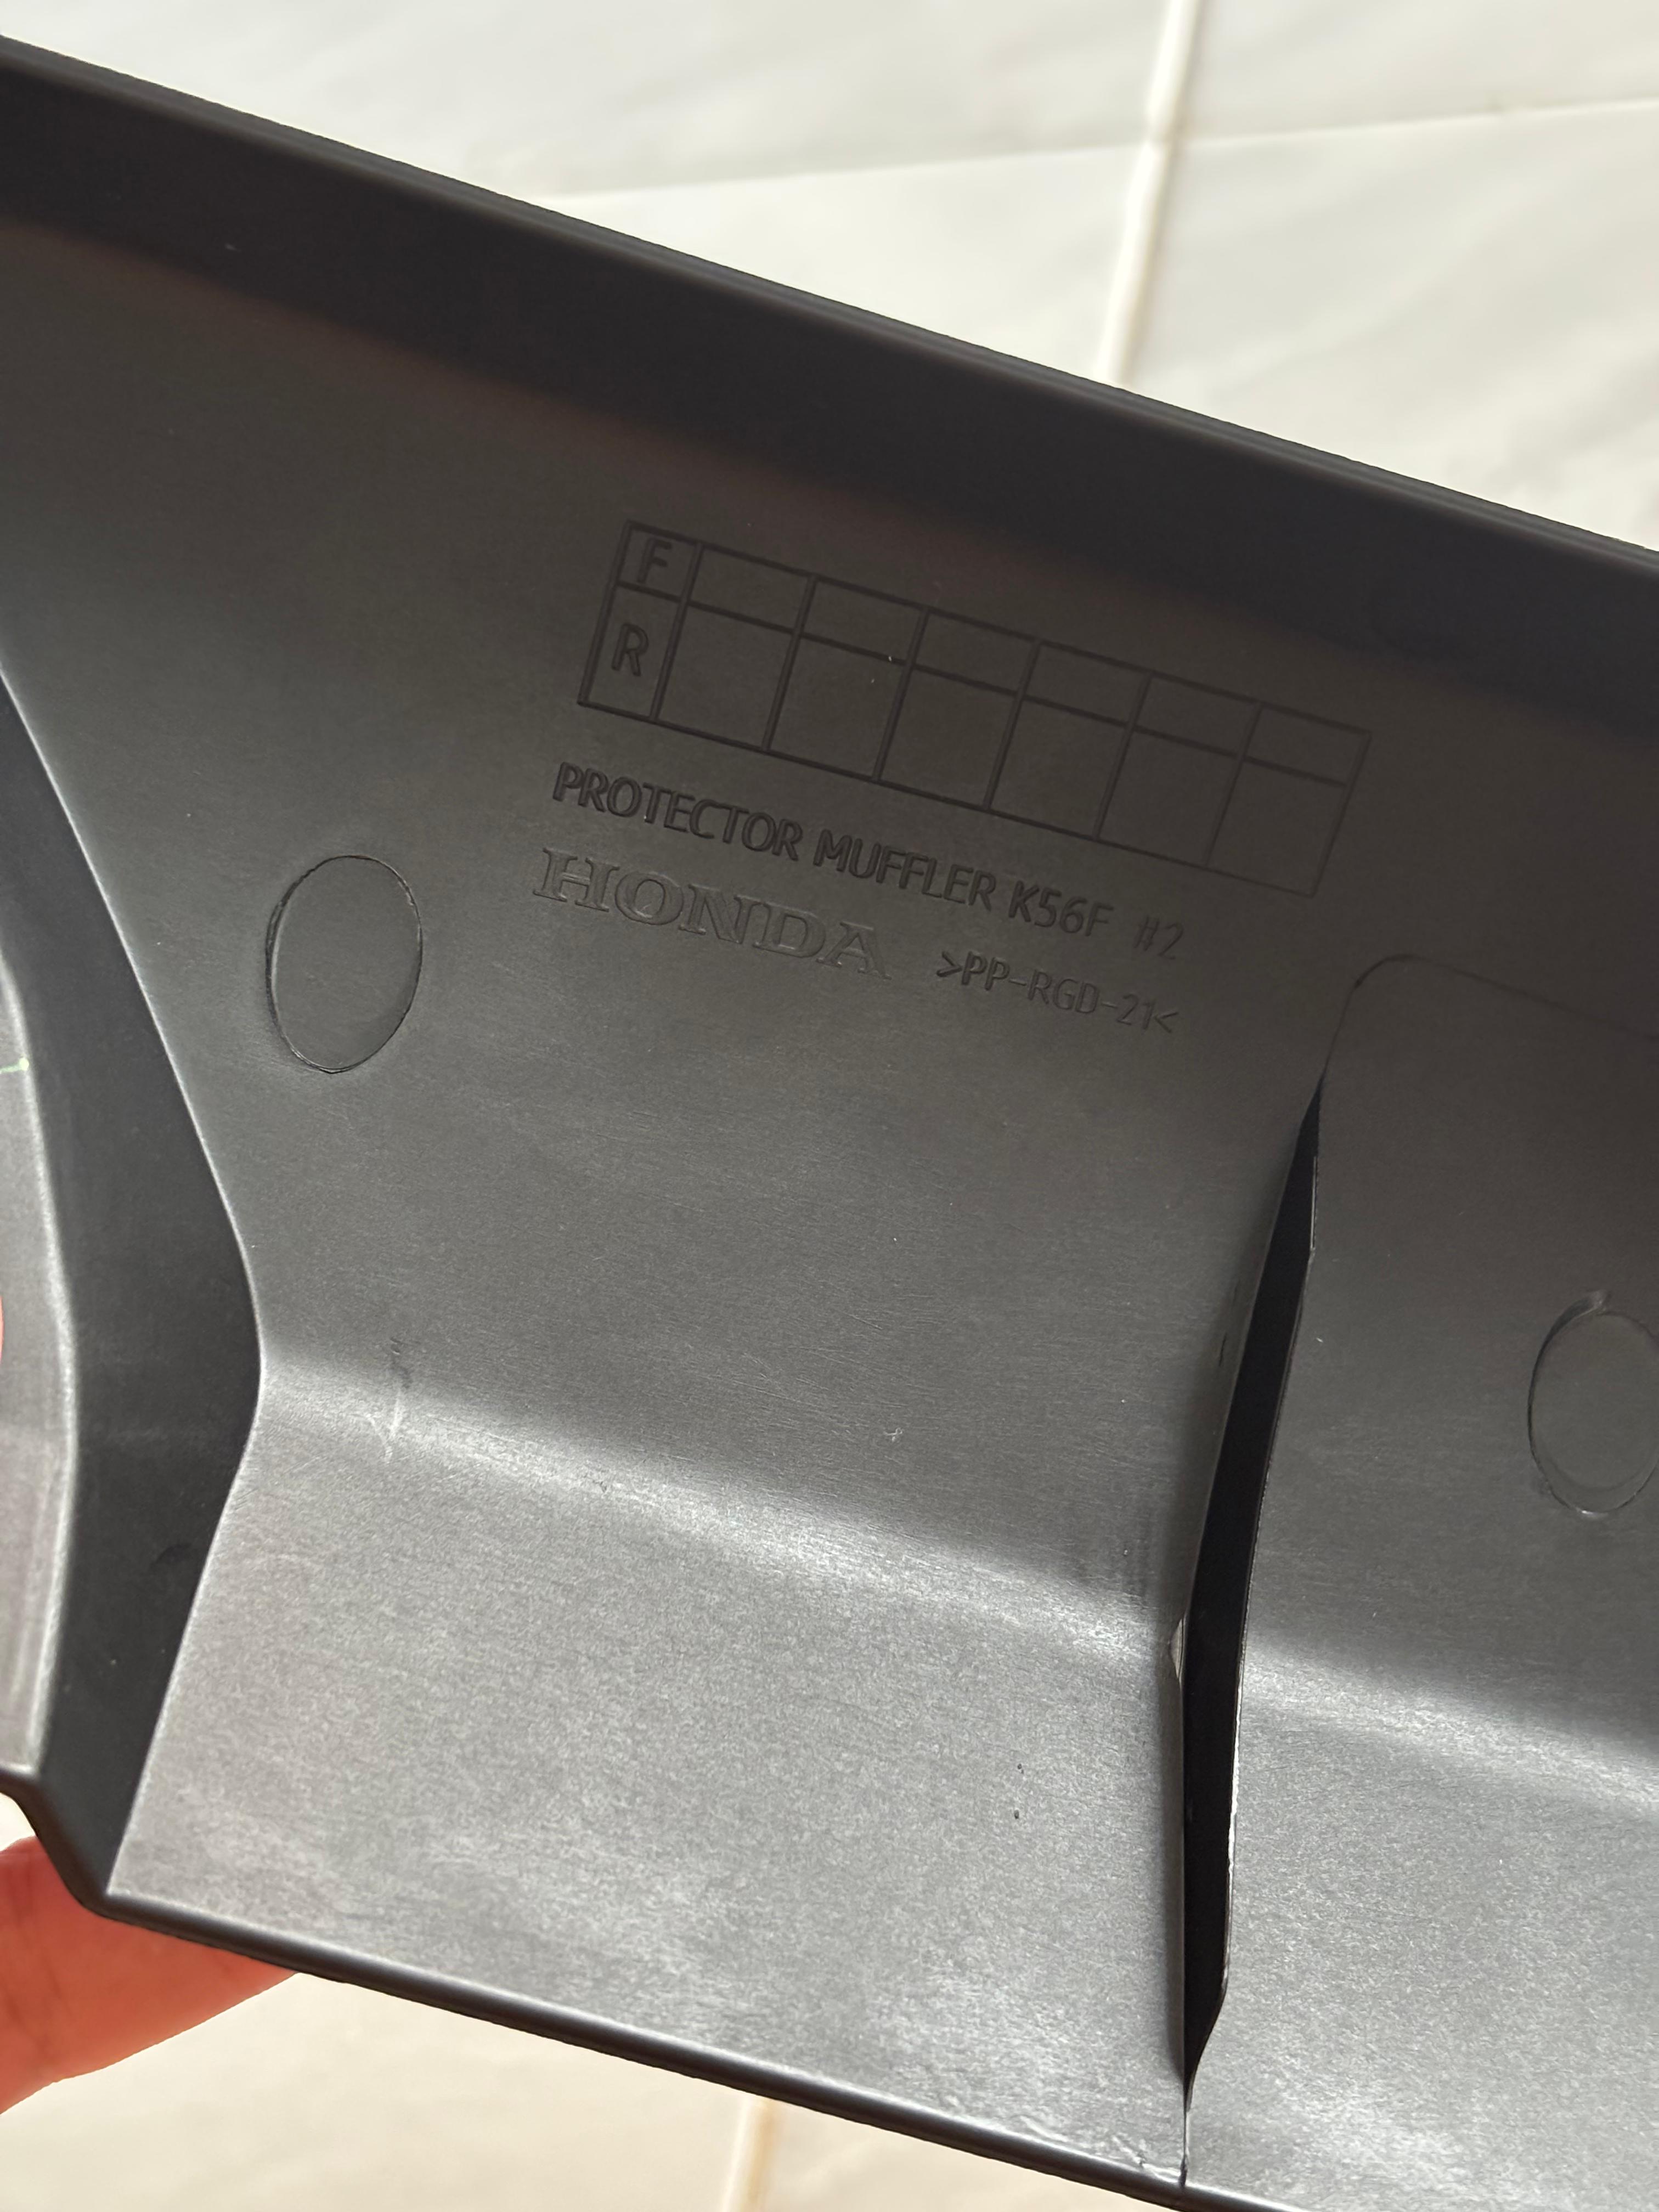 F
R
PROTECTOR MUFFLER K56F #2
HONDA >PP-RGD-21<